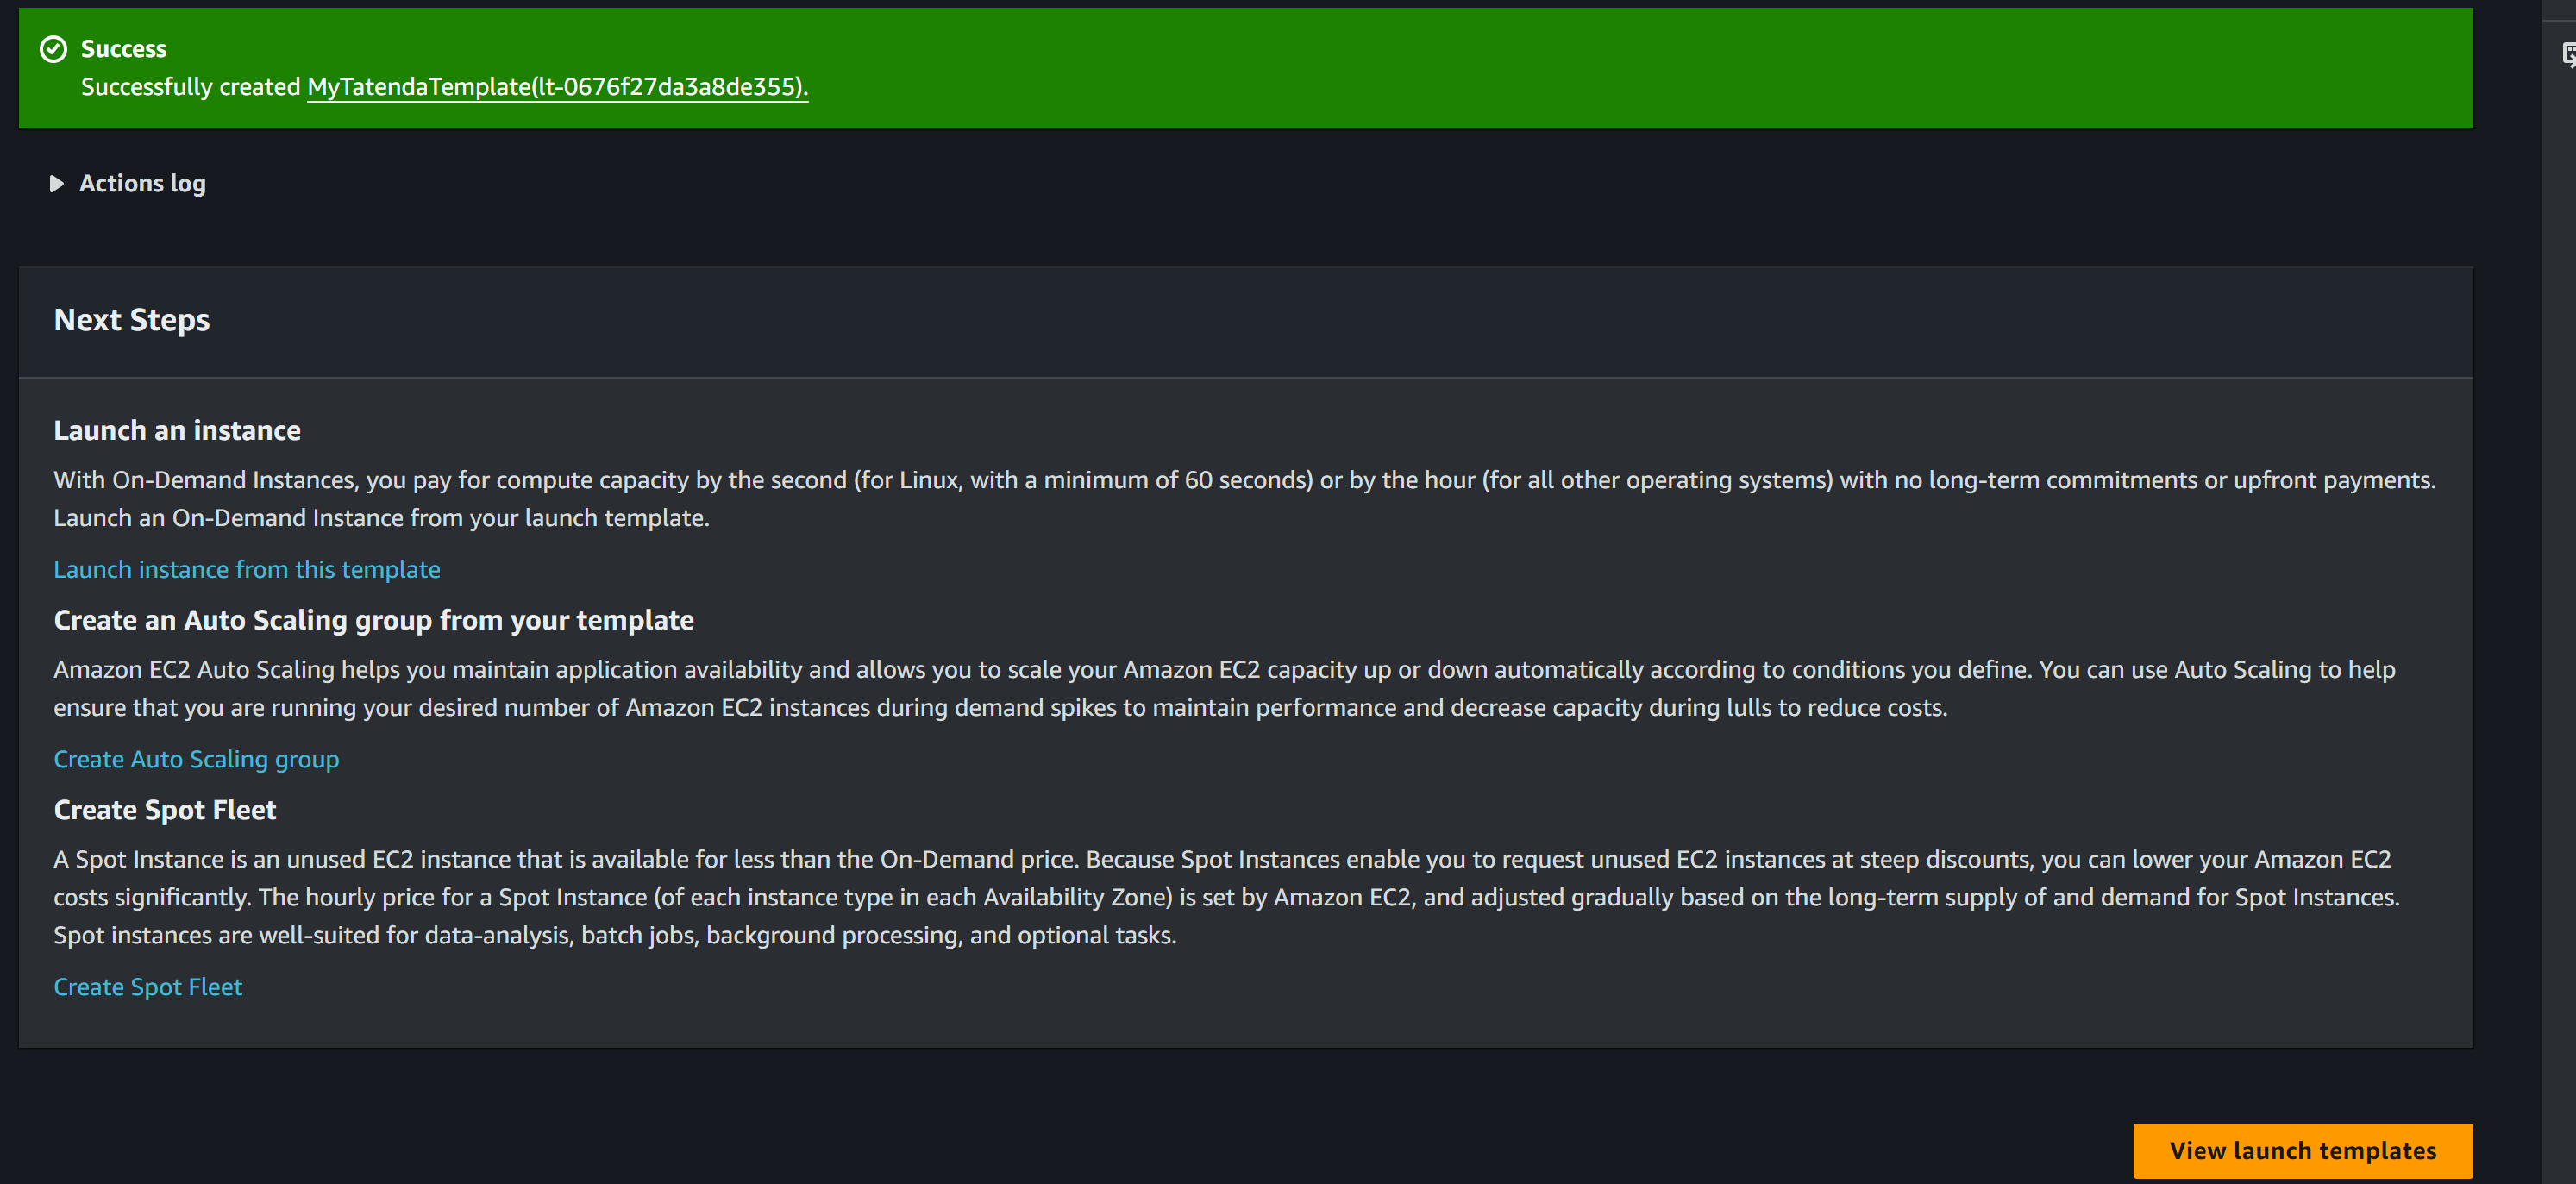 Success
Successfully created MyTatendaTemplate(lt-0676f27da3a8de355).
Actions log
Next Steps
Launch an instance
With On-Demand Instances, you pay for compute capacity by the second (for Linux, with a minimum of 60 seconds) or by the hour (for all other operating systems) with no long-term commitments or upfront payments.
Launch an On-Demand Instance from your launch template.
Launch instance from this template
Create an Auto Scaling group from your template
Amazon EC2 Auto Scaling helps you maintain application availability and allows you to scale your Amazon EC2 capacity up or down automatically according to conditions you define. You can use Auto Scaling to help
ensure that you are running your desired number of Amazon EC2 instances during demand spikes to maintain performance and decrease capacity during lulls to reduce costs.
Create Auto Scaling group
Create Spot Fleet
A Spot Instance is an unused EC2 instance that is available for less than the On-Demand price. Because Spot Instances enable you to request unused EC2 instances at steep discounts, you can lower your Amazon EC2
costs significantly. The hourly price for a Spot Instance (of each instance type in each Availability Zone) is set by Amazon EC2, and adjusted gradually based on the long-term supply of and demand for Spot Instances.
Spot instances are well-suited for data-analysis, batch jobs, background processing, and optional tasks.
Create Spot Fleet
View launch templates